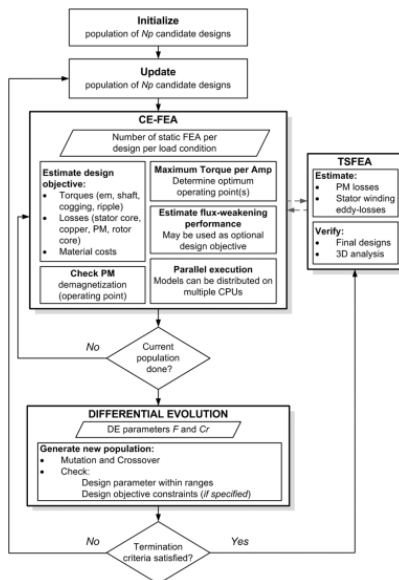 Initialize
population of Np candidate designs
Update
population of Np candidate designs
CE-FEA
Number of static FEA per
design per load condition
Estimate design
objective:
• Torques (em, shaft,
cogging, ripple)
• Losses (stator core,
copper, PM, rotor
core)
• Material costs
Check PM
demagnetization
(operating point)
Maximum Torque per Amp
Determine optimum
operating point(s)
Estimate flux-weakening
performance
May be used as optional
design objective
Parallel execution
Models can be distributed on
multiple CPUs
TSFEA
Estimate:
• PM losses
• Stator winding
eddy-losses
Verify:
• Final designs
• 3D analysis
No
Current
population
done?
DIFFERENTIAL EVOLUTION
DE parameters F and Cr
Generate new population:
• Mutation and Crossover
• Check:
Design parameter within ranges
Design objective constraints (if specified)
No
Termination
criteria satisfied?
Yes